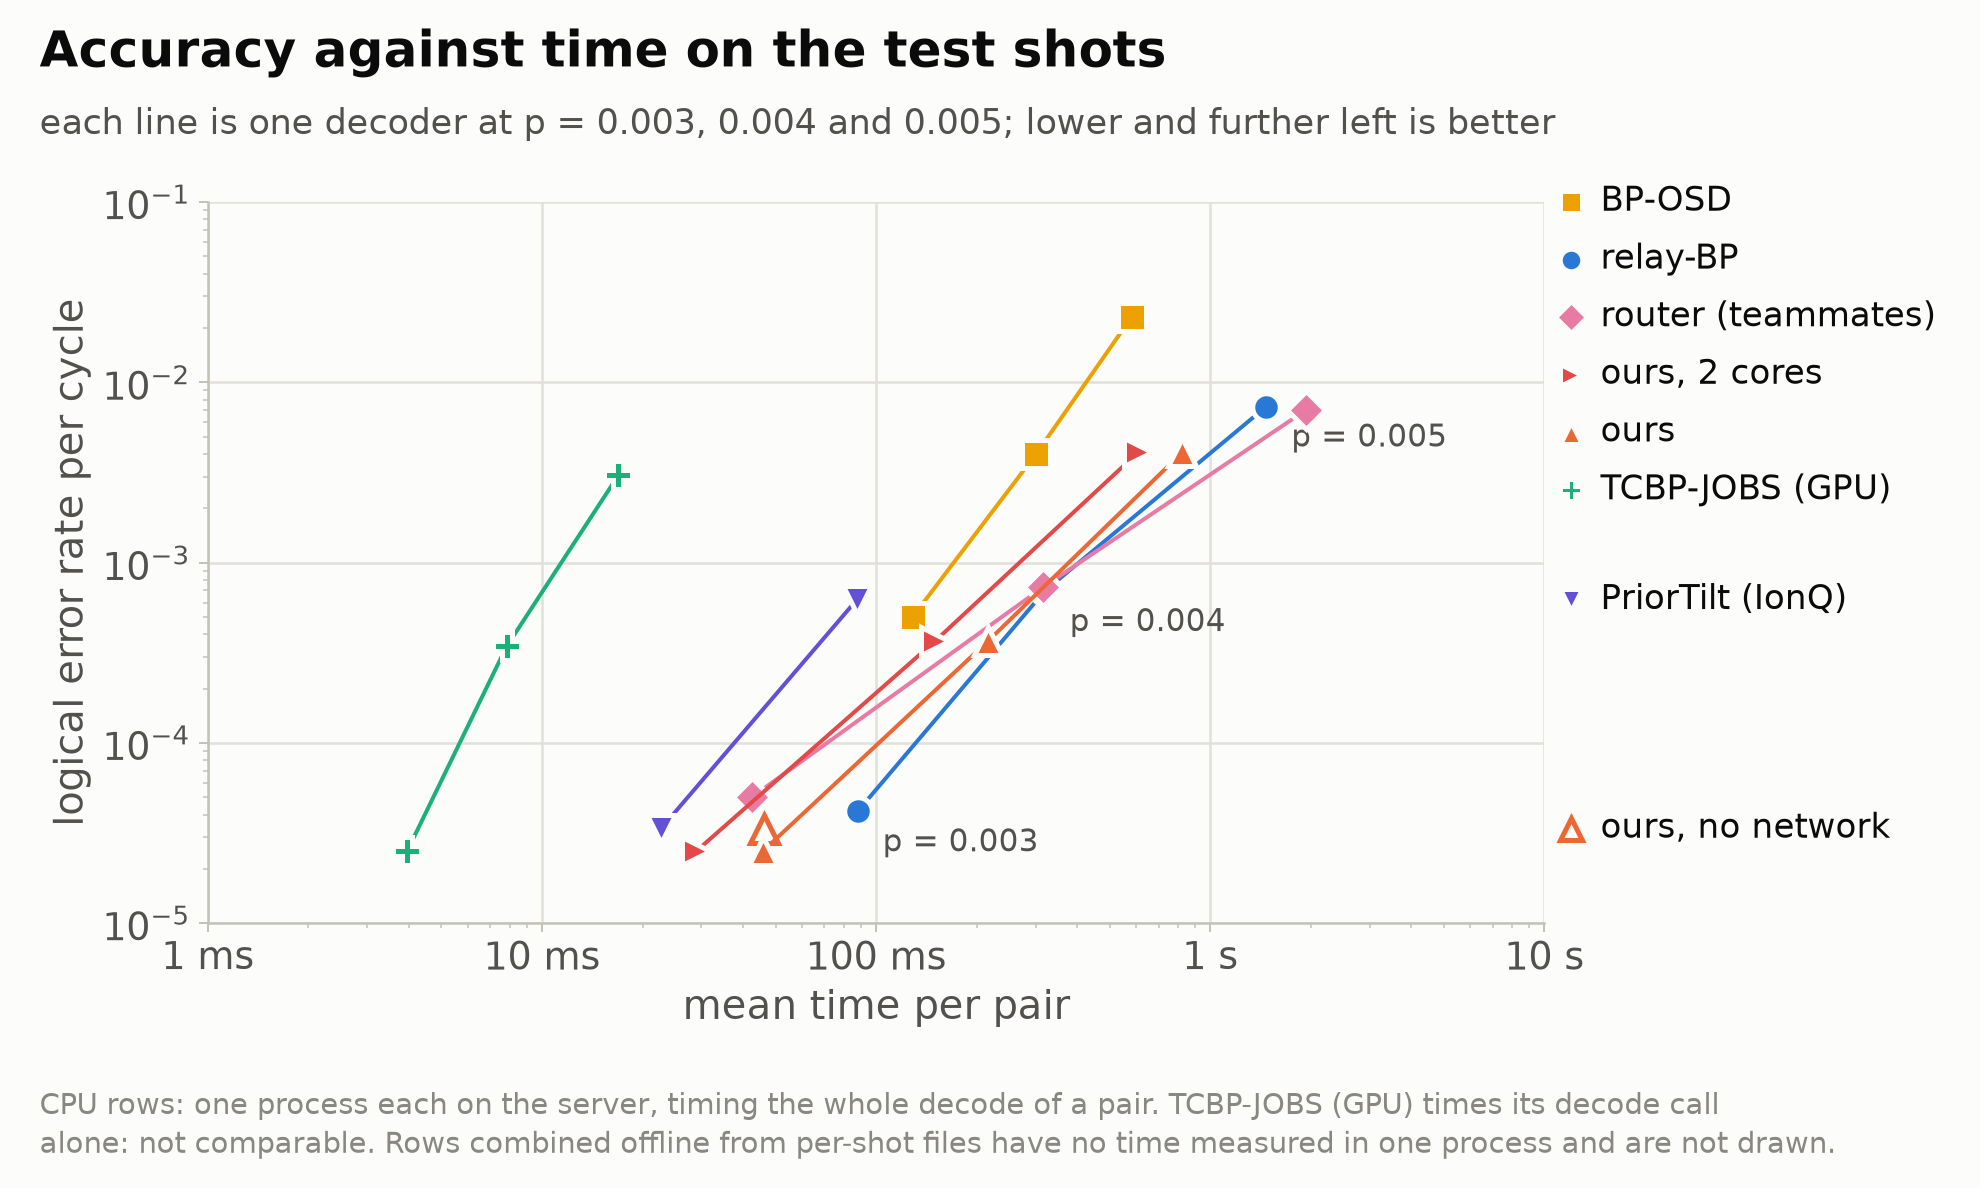 Accuracy against time on the test shots
each line is one decoder at p = 0.003, 0.004 and 0.005; lower and further left is better
logical error rate per cycle
10⁻¹
10⁻²
10⁻³
10⁻⁴
10⁻⁵
p = 0.005
p = 0.004
p = 0.003
BP-OSD
relay-BP
router (teammates)
ours, 2 cores
ours
TCBP-JOBS (GPU)
PriorTilt (IonQ)
ours, no network
1 ms
10 ms
100 ms
1 s
10 s
mean time per pair
CPU rows: one process each on the server, timing the whole decode of a pair. TCBP-JOBS (GPU) times its decode call
alone: not comparable. Rows combined offline from per-shot files have no time measured in one process and are not drawn.